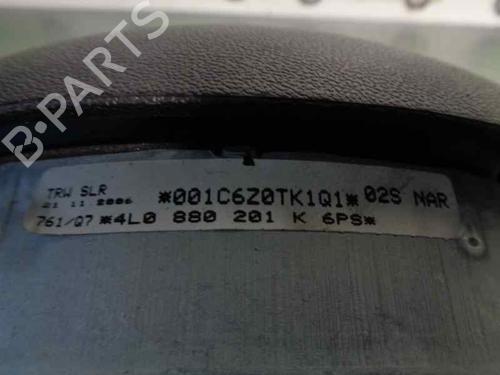 B-PARTS
TRW SLR
21 11 2006 *001C6Z0TK1Q1* 02S NAR
761/Q7 *4L0 880 201 K 6PS*